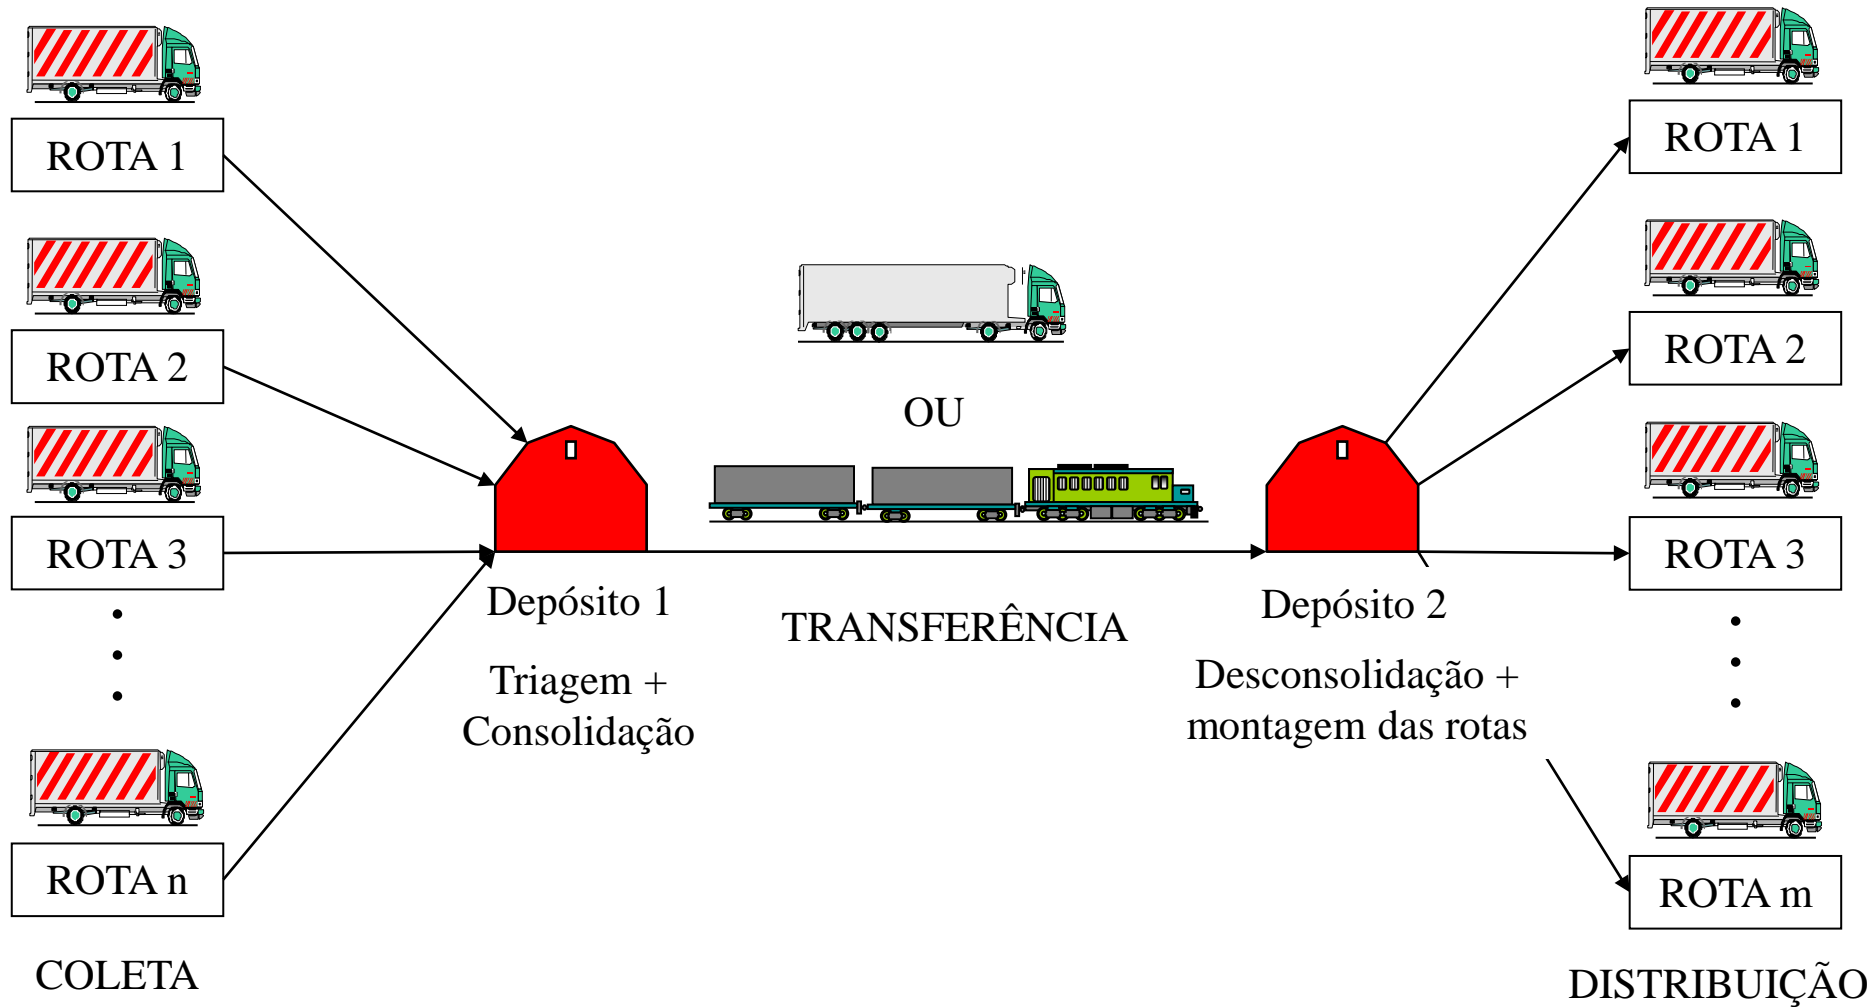 ROTA 1
ROTA 2
ROTA 3
ROTA n
COLETA
Depósito 1
Triagem +
Consolidação
OU
TRANSFERÊNCIA
Depósito 2
Desconsolidação +
montagem das rotas
ROTA 1
ROTA 2
ROTA 3
ROTA m
DISTRIBUIÇÃO